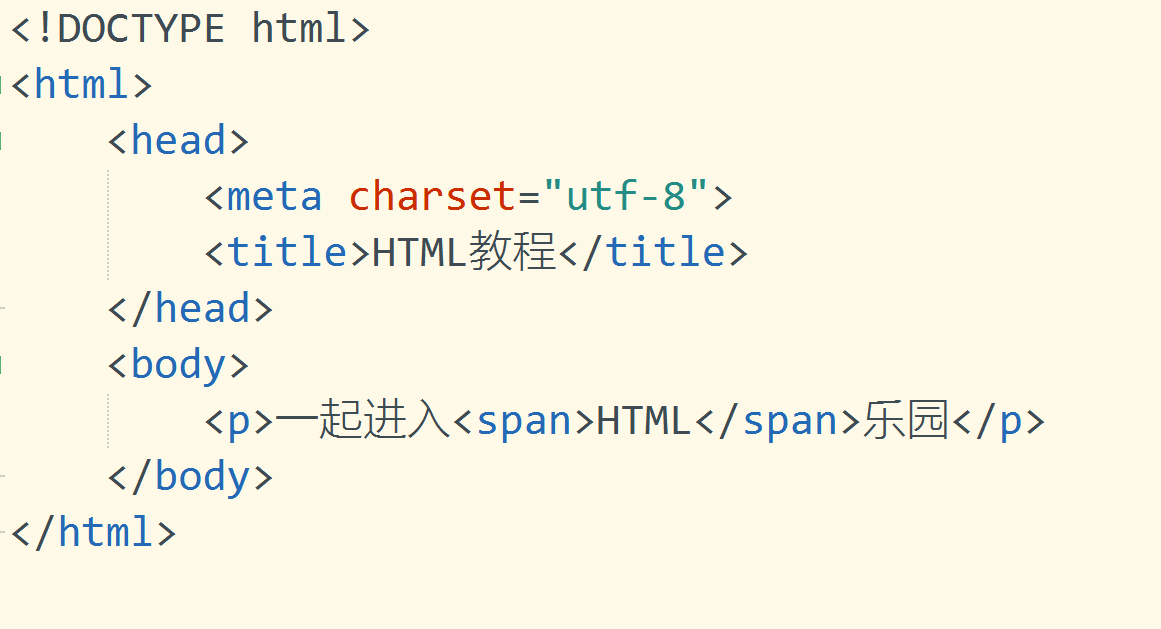 <!DOCTYPE html>
<html>
    <head>
        <meta charset="utf-8">
        <title>HTML教程</title>
    </head>
    <body>
        <p>一起进入<span>HTML</span>乐园</p>
    </body>
</html>